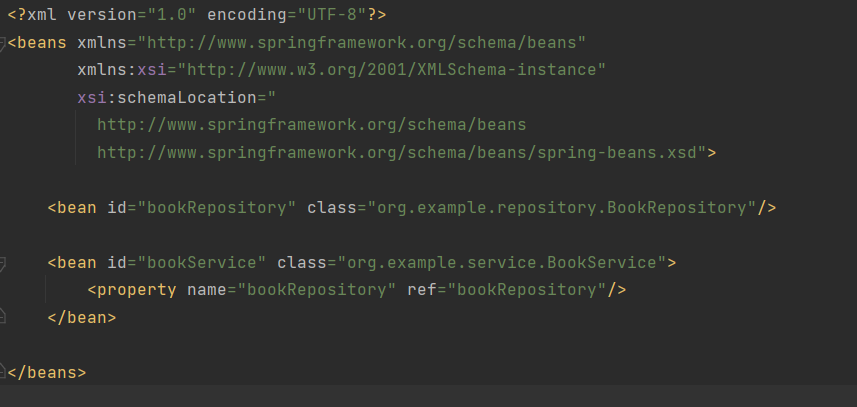 <?xml version="1.0" encoding="UTF-8"?>
<beans xmlns="http://www.springframework.org/schema/beans"
       xmlns:xsi="http://www.w3.org/2001/XMLSchema-instance"
       xsi:schemaLocation="
         http://www.springframework.org/schema/beans
         http://www.springframework.org/schema/beans/spring-beans.xsd">
    <bean id="bookRepository" class="org.example.repository.BookRepository"/>
    <bean id="bookService" class="org.example.service.BookService">
        <property name="bookRepository" ref="bookRepository"/>
    </bean>
</beans>